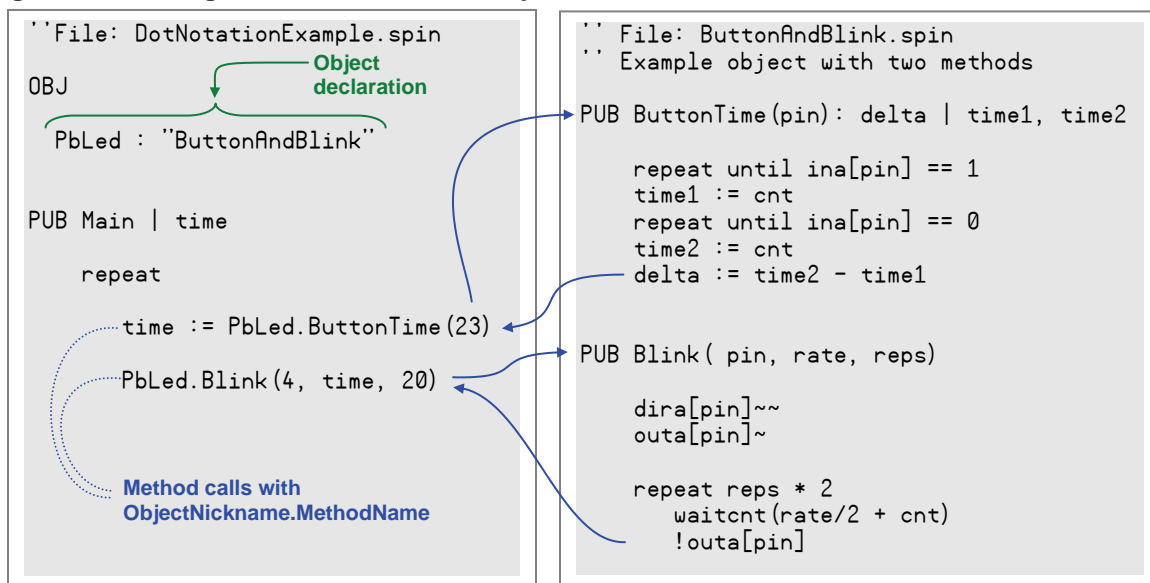 ''File: DotNotationExample.spin
Object
declaration
OBJ
PbLed : "ButtonAndBlink"
PUB Main | time
repeat
time := PbLed.ButtonTime(23)
PbLed.Blink(4, time, 20)
Method calls with
ObjectNickname.MethodName
'' File: ButtonAndBlink.spin
'' Example object with two methods
PUB ButtonTime(pin): delta | time1, time2
repeat until ina[pin] == 1
time1 := cnt
repeat until ina[pin] == 0
time2 := cnt
delta := time2 - time1
PUB Blink( pin, rate, reps)
dira[pin]~~
outa[pin]~
repeat reps * 2
waitcnt(rate/2 + cnt)
!outa[pin]